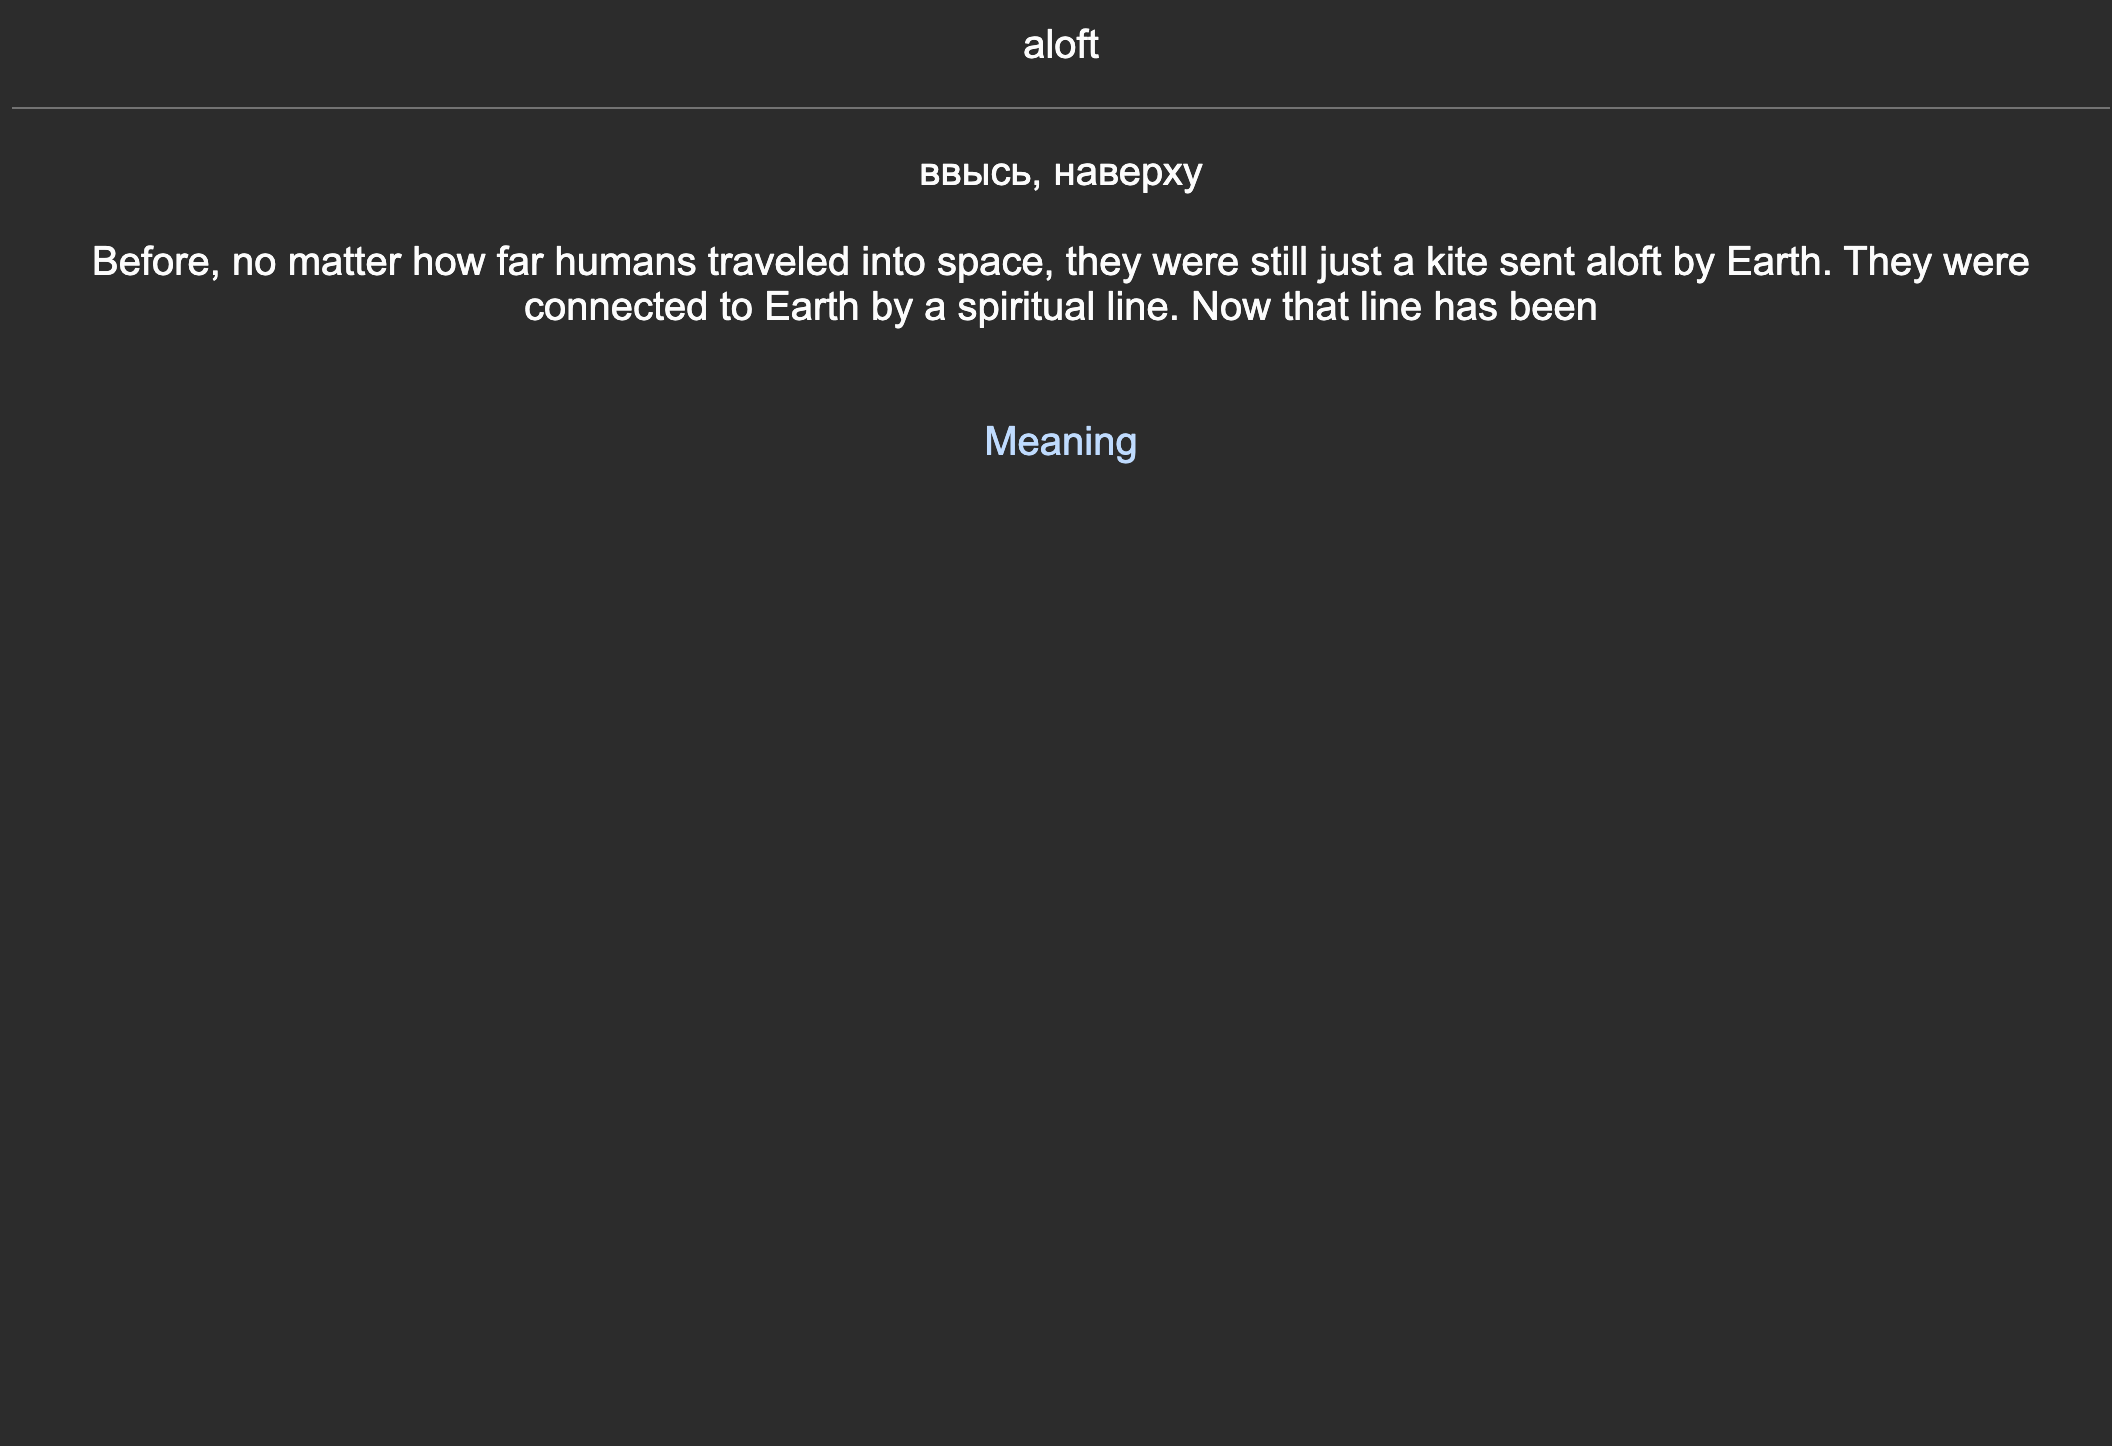 aloft
ввысь, наверху
Before, no matter how far humans traveled into space, they were still just a kite sent aloft by Earth. They were
connected to Earth by a spiritual line. Now that line has been
Meaning